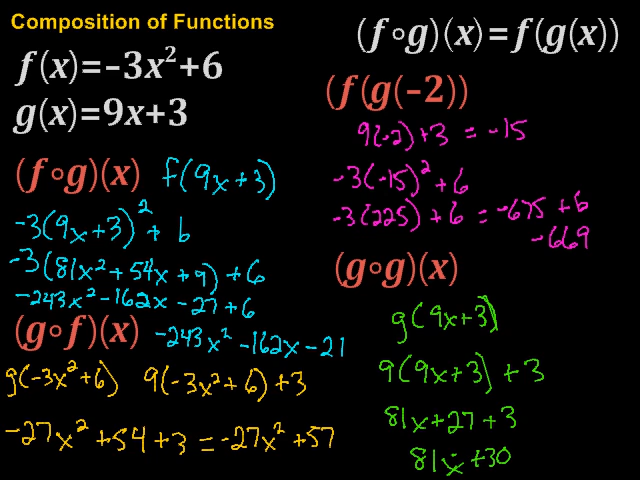 Composition of Functions
f(x)=-3x²+6
g(x)=9x+3
(f∘g)(x) f(9x+3)
-3(9x+3)² + 6
-3(81x²+54x+9)+6
-243x²-162x-27+6
-243x²-162x-21
(g∘f)(x)
g(-3x²+6) 9(-3x²+6)+3
-27x²+54+3=-27x²+57
(f∘g)(x)=f(g(x))
(f(g(-2))
9(-2)+3=-15
-3(-15)²+6
-3(225)+6=-675+6
-669
(g∘g)(x)
g(9x+3)
9(9x+3)+3
81x+27+3
81x+30